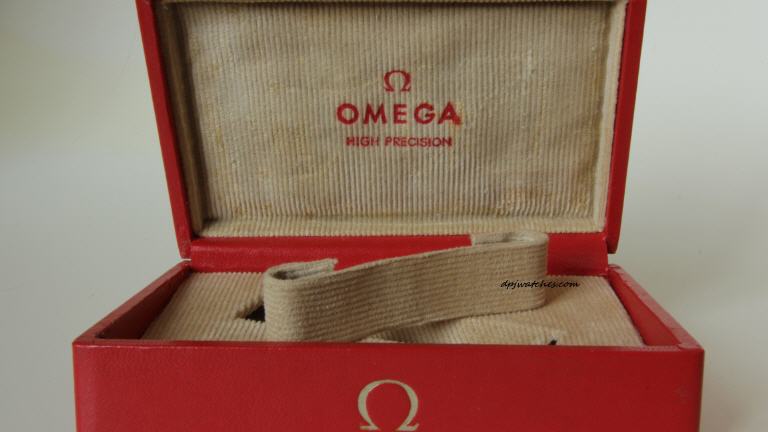 Ω
OMEGA
HIGH PRECISION
dpjwatches.com
Ω